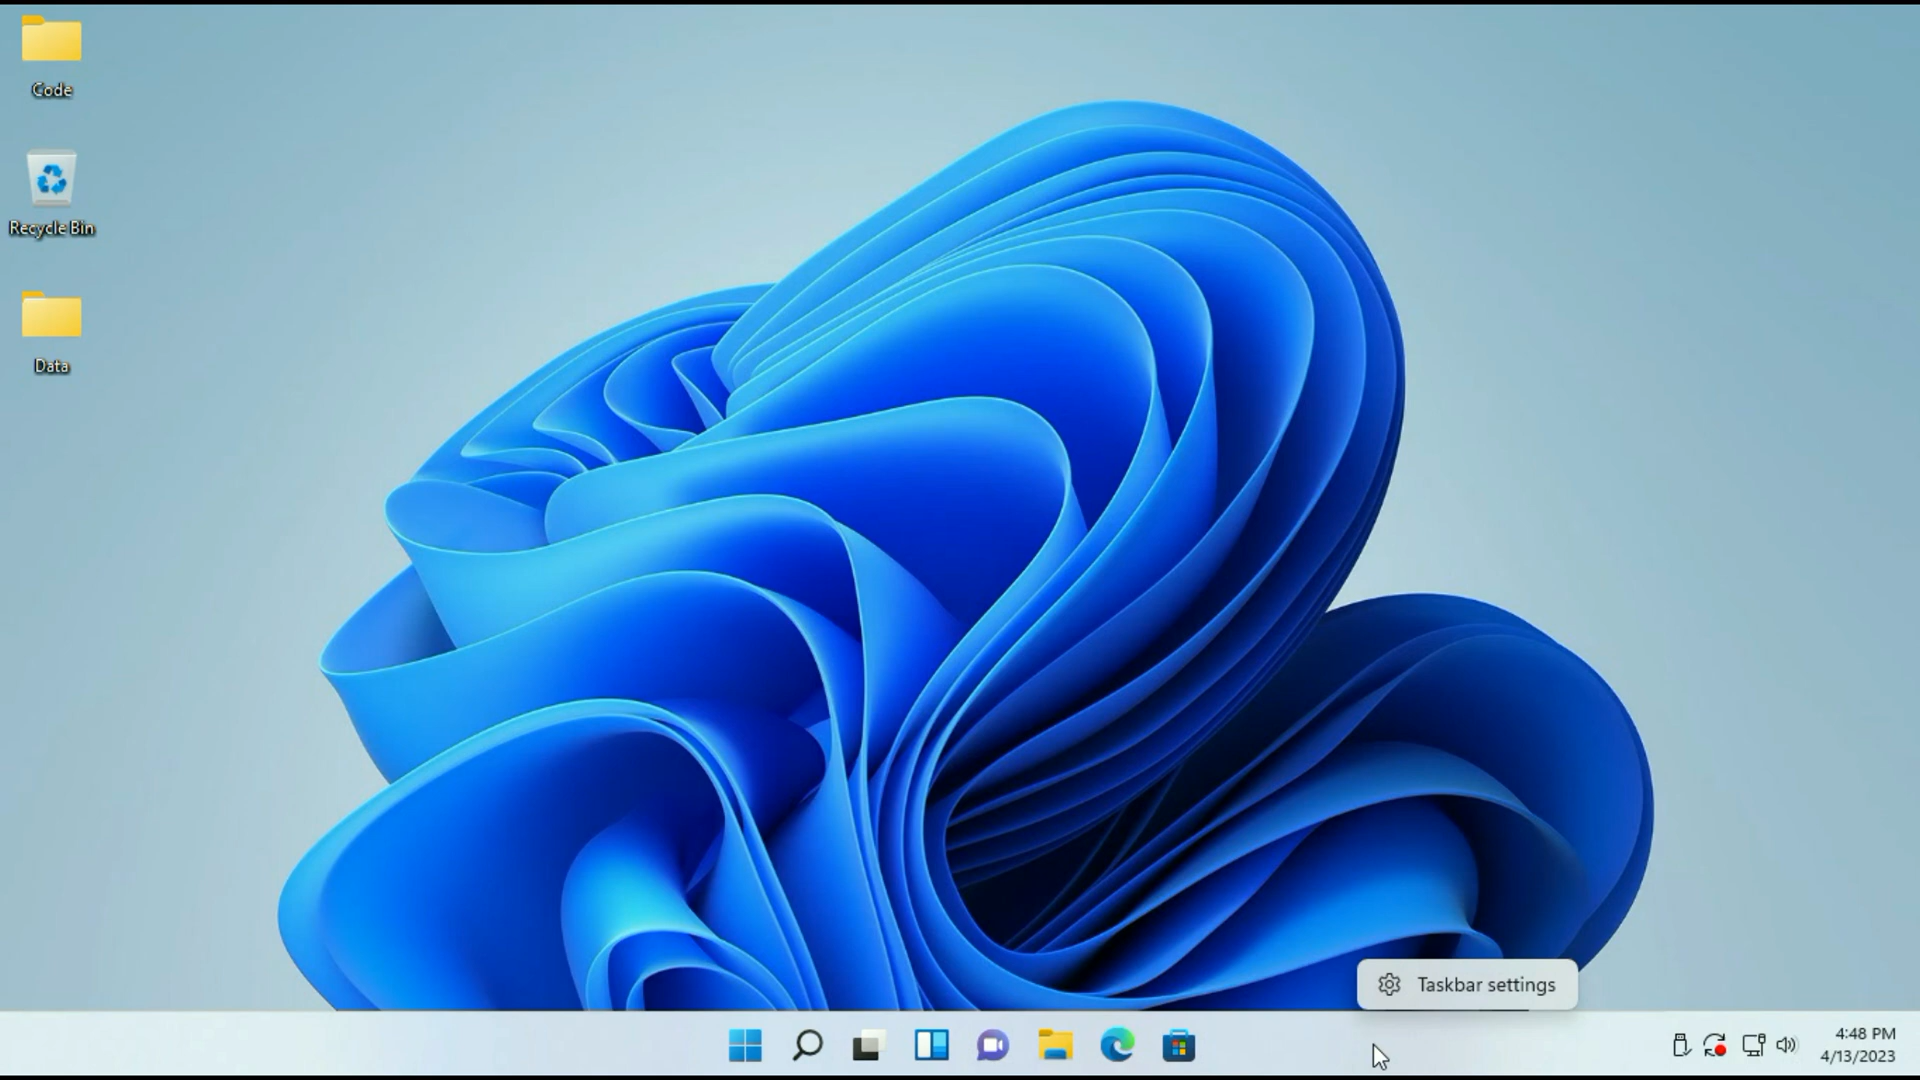 Code
Recycle Bin
Data
Taskbar settings
4:48 PM
4/13/2023